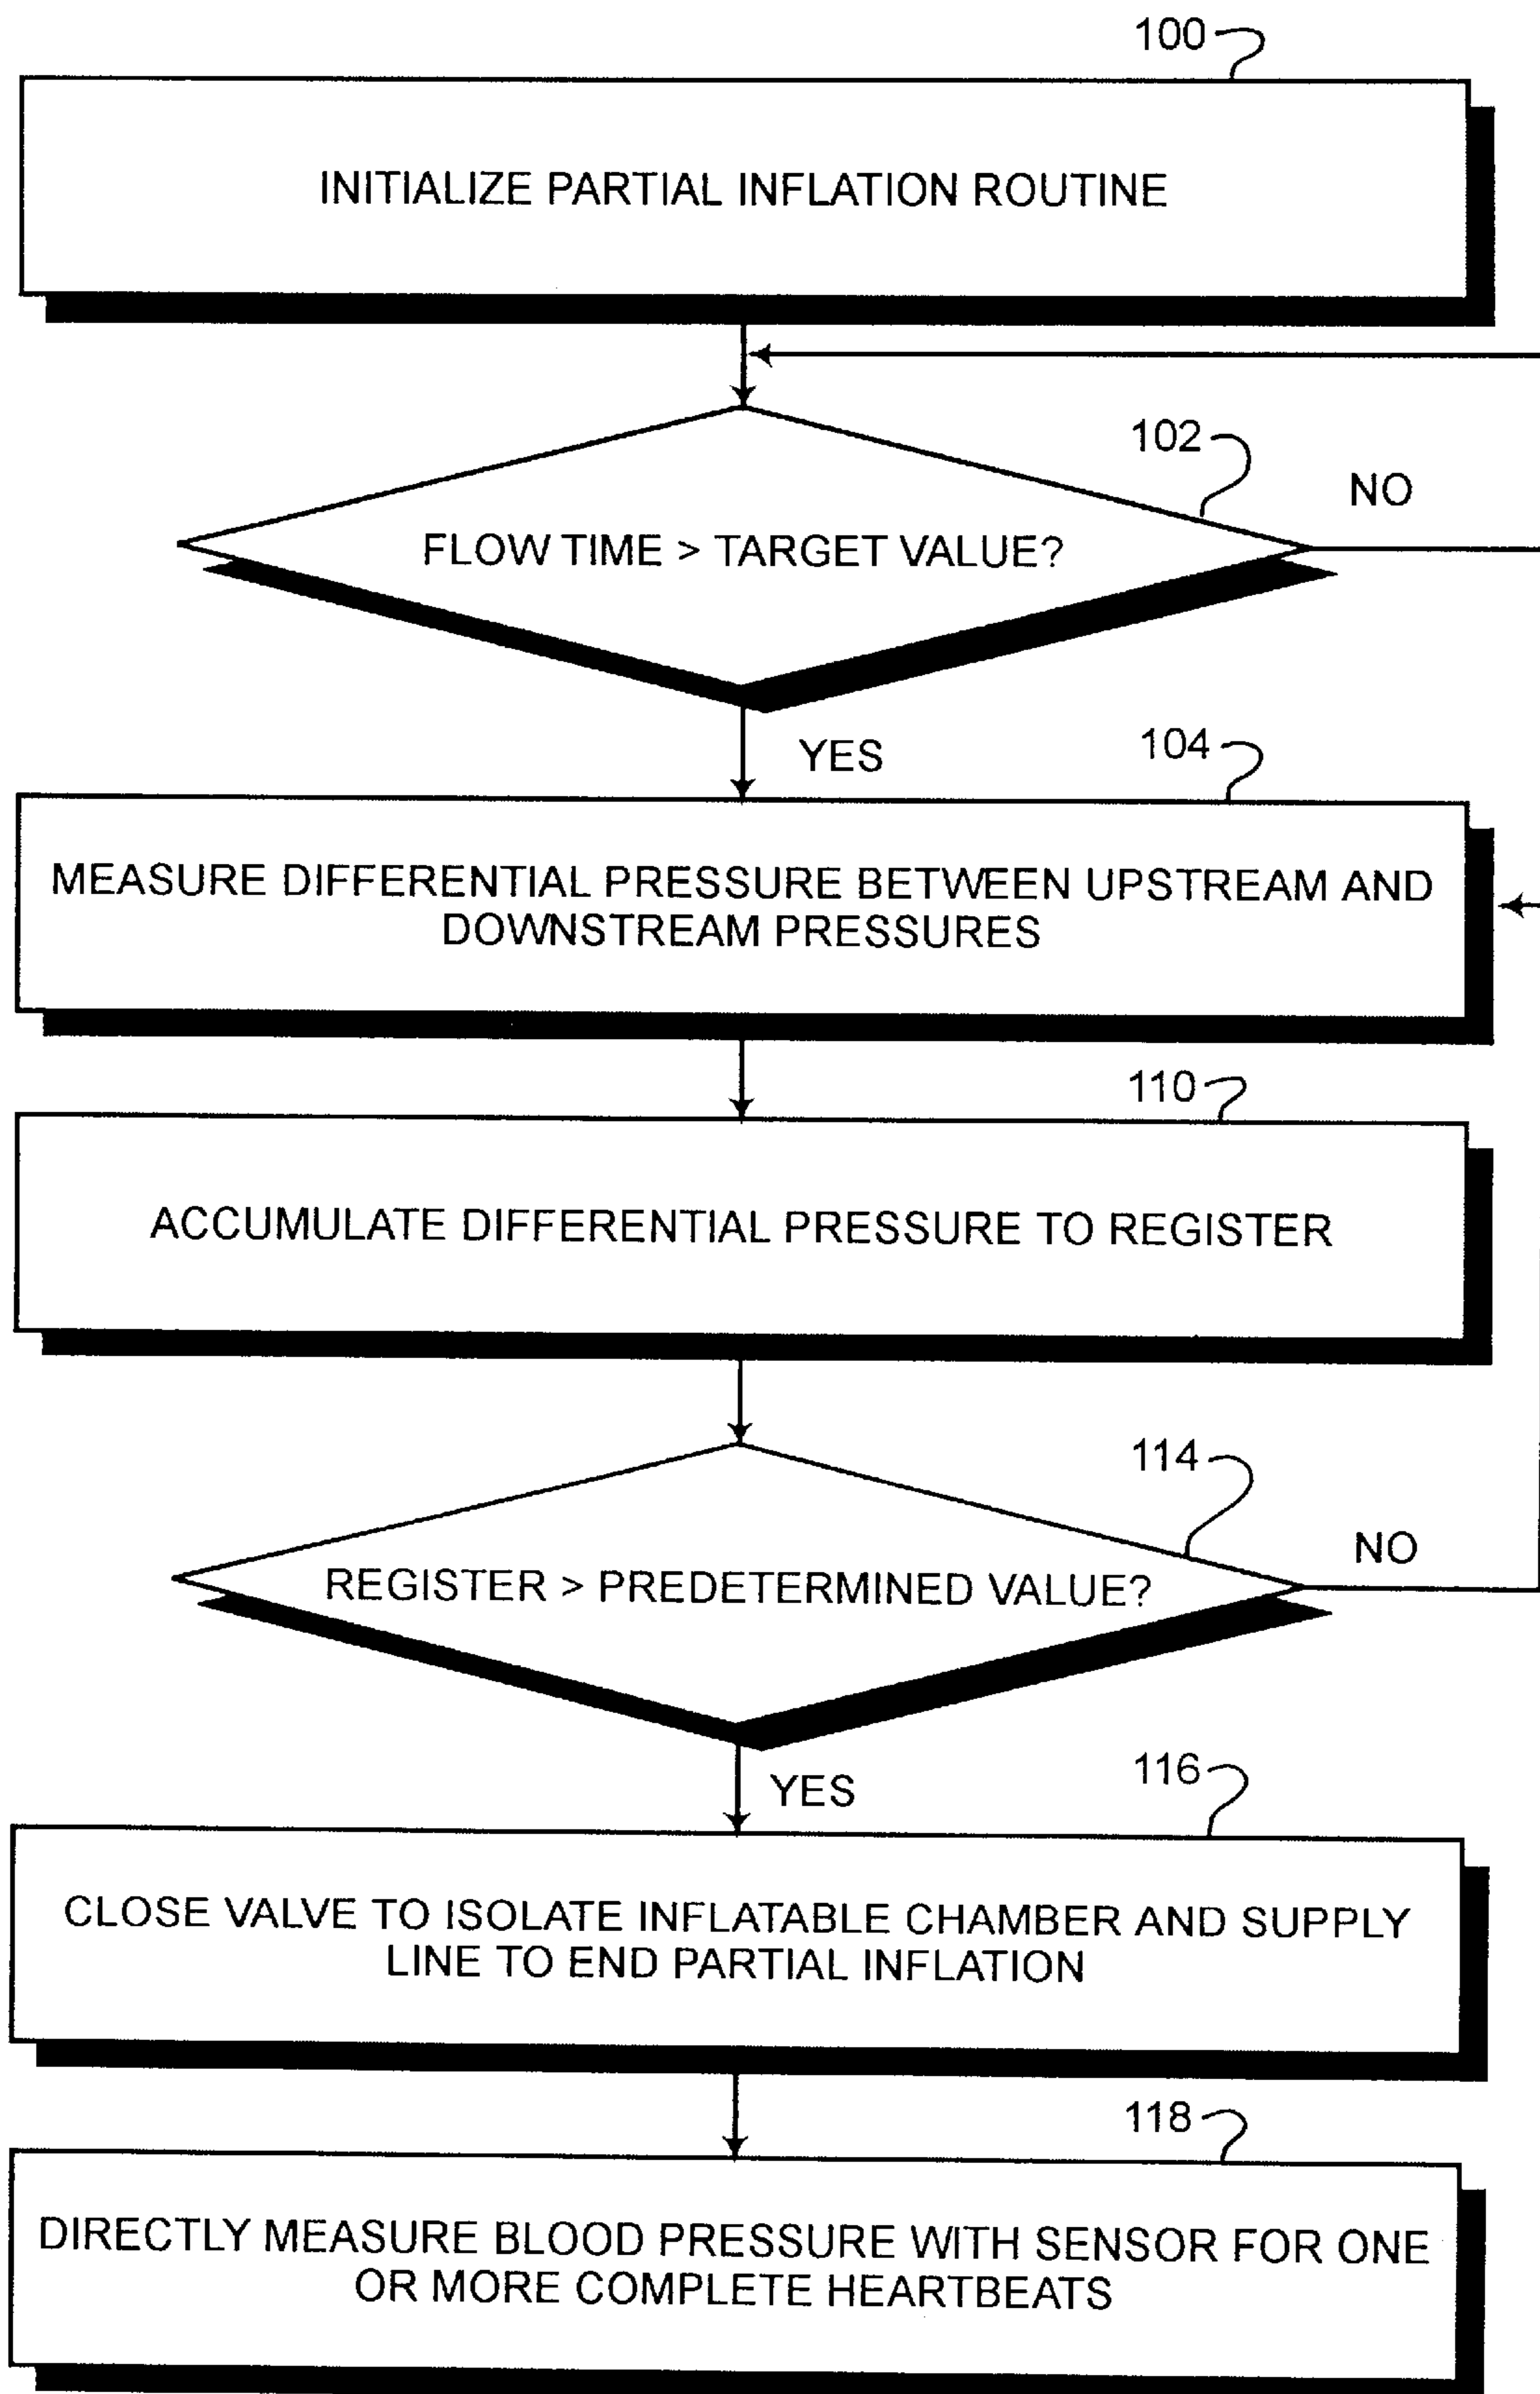 100
INITIALIZE PARTIAL INFLATION ROUTINE
102
NO
FLOW TIME > TARGET VALUE?
YES
104
MEASURE DIFFERENTIAL PRESSURE BETWEEN UPSTREAM AND
DOWNSTREAM PRESSURES
110
ACCUMULATE DIFFERENTIAL PRESSURE TO REGISTER
114
NO
REGISTER > PREDETERMINED VALUE?
YES
116
CLOSE VALVE TO ISOLATE INFLATABLE CHAMBER AND SUPPLY
LINE TO END PARTIAL INFLATION
118
DIRECTLY MEASURE BLOOD PRESSURE WITH SENSOR FOR ONE
OR MORE COMPLETE HEARTBEATS